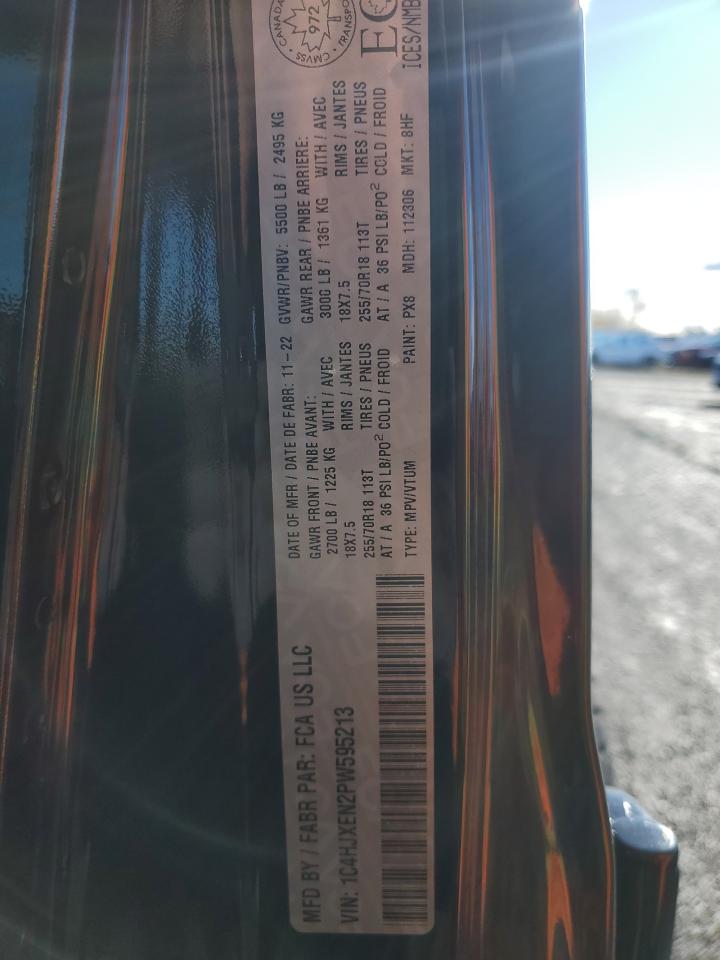 MFD BY / FABR PAR: FCA US LLC
VIN: 1C4HJXEN2PW595213
DATE OF MFR / DATE DE FABR: 11-22 GVWR/PNBV: 5500 LB / 2495 KG
GAWR FRONT / PNBE AVANT: GAWR REAR / PNBE ARRIERE:
2700 LB / 1225 KG WITH / AVEC 3000 LB / 1361 KG WITH / AVEC
18X7.5 RIMS / JANTES 18X7.5 RIMS / JANTES
255/70R18 113T TIRES / PNEUS 255/70R18 113T TIRES / PNEUS
AT / A 36 PSI LB/PO² COLD / FROID AT / A 36 PSI LB/PO² COLD / FROID
TYPE: MPV/VTUM PAINT: PX8 MDH: 112306 MKT: 8HF
CANADA
972
CMVSS
ICES/NMB